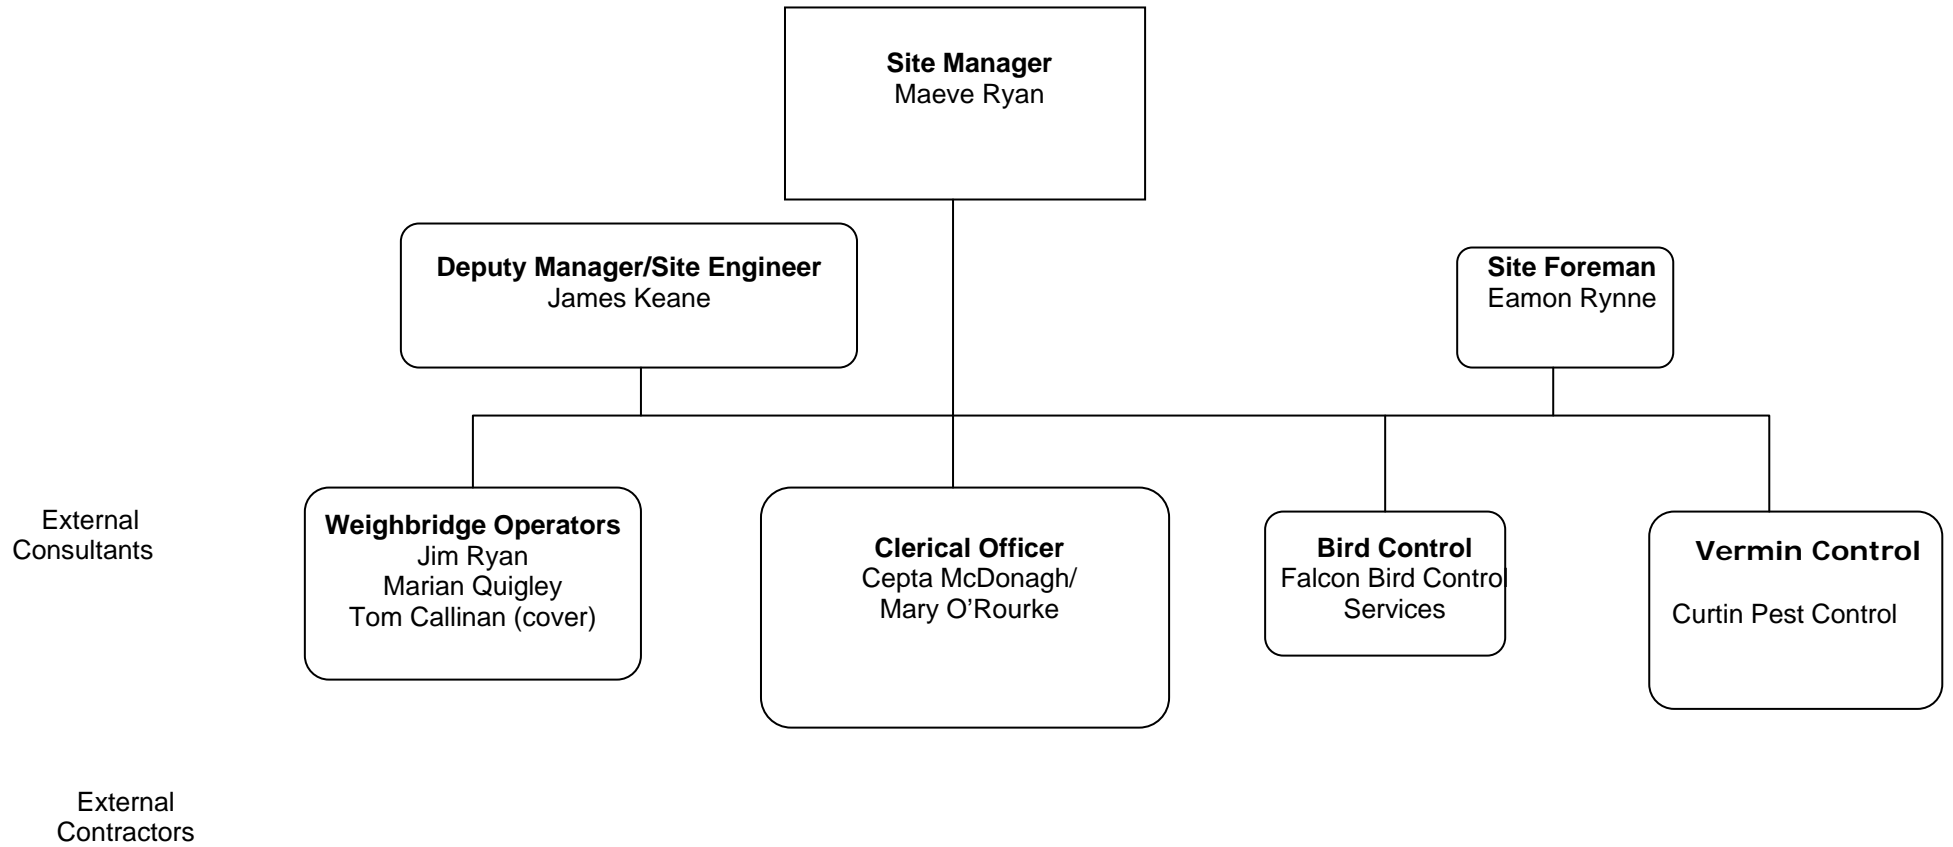 Site Manager
Maeve Ryan
Deputy Manager/Site Engineer
James Keane
Site Foreman
Eamon Rynne
External
Consultants
Weighbridge Operators
Jim Ryan
Marian Quigley
Tom Callinan (cover)
Clerical Officer
Cepta McDonagh/
Mary O’Rourke
Bird Control
Falcon Bird Control
Services
Vermin Control
Curtin Pest Control
External
Contractors